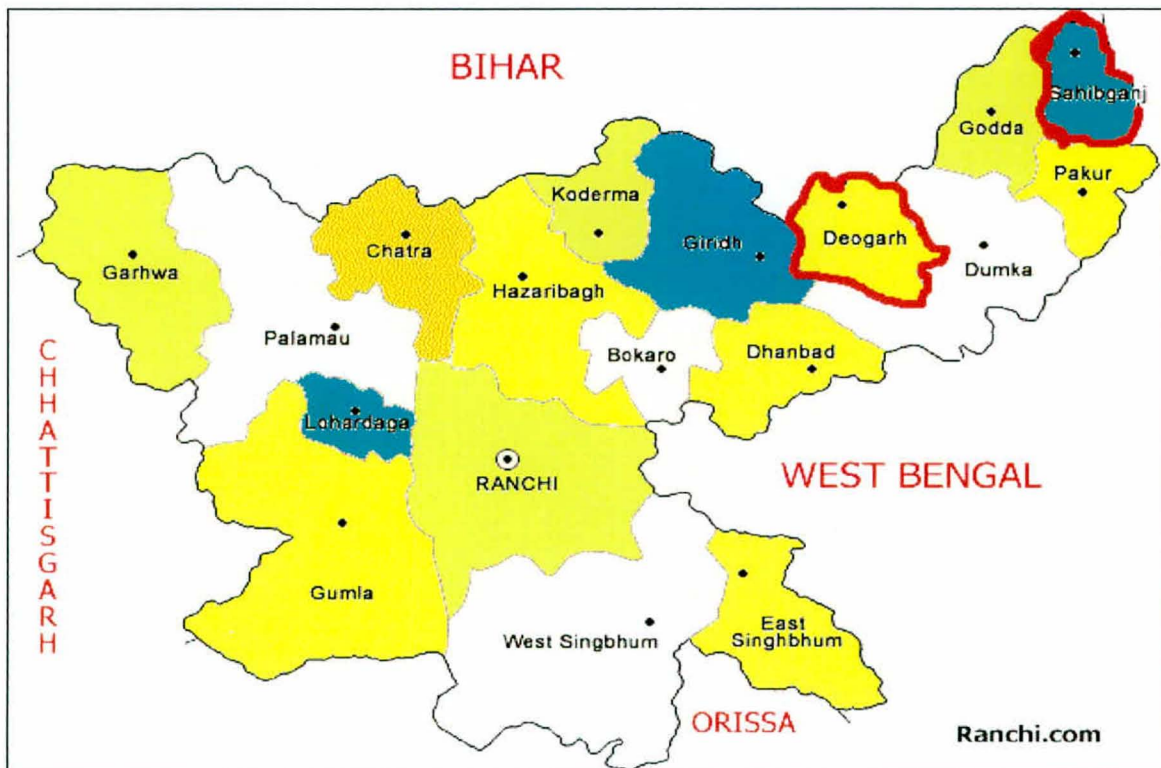 BIHAR
Sahibganj
Godda
Pakur
Koderma
Deogarh
Chatra
Giridh
Garhwa
Dumka
Hazaribagh
Palamau
Bokaro
Dhanbad
CHHATTISGARH
Lohardaga
WEST BENGAL
RANCHI
Gumla
West Singbhum
East
Singhbhum
ORISSA
Ranchi.com